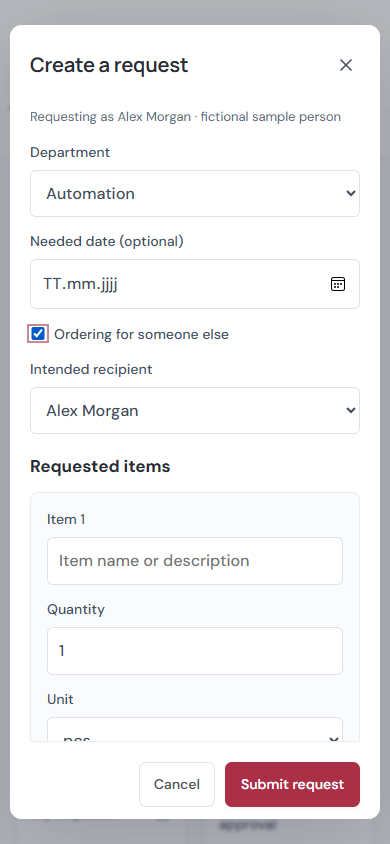 Create a request
Requesting as Alex Morgan · fictional sample person
Department
Automation
Needed date (optional)
TT.mm.jjjj
Ordering for someone else
Intended recipient
Alex Morgan
Requested items
Item 1
Item name or description
Quantity
1
Unit
pcs
Cancel
Submit request
approval